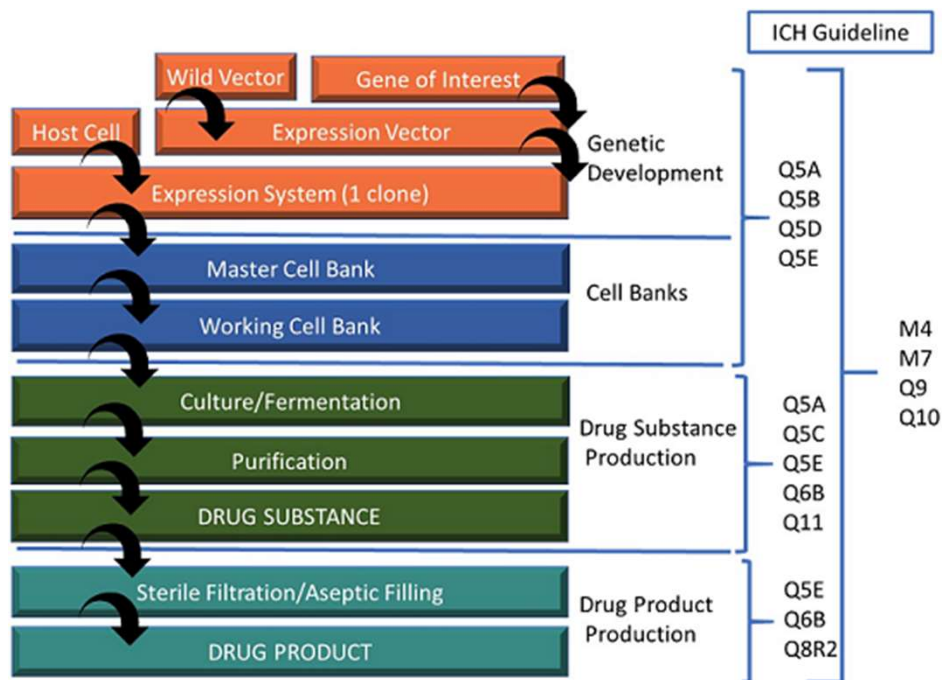 ICH Guideline
Wild Vector
Gene of Interest
Host Cell
Expression Vector
Expression System (1 clone)
Genetic
Development
Q5A
Q5B
Q5D
Q5E
Master Cell Bank
Working Cell Bank
Cell Banks
M4
M7
Q9
Q10
Culture/Fermentation
Purification
DRUG SUBSTANCE
Drug Substance
Production
Q5A
Q5C
Q5E
Q6B
Q11
Sterile Filtration/Aseptic Filling
DRUG PRODUCT
Drug Product
Production
Q5E
Q6B
Q8R2